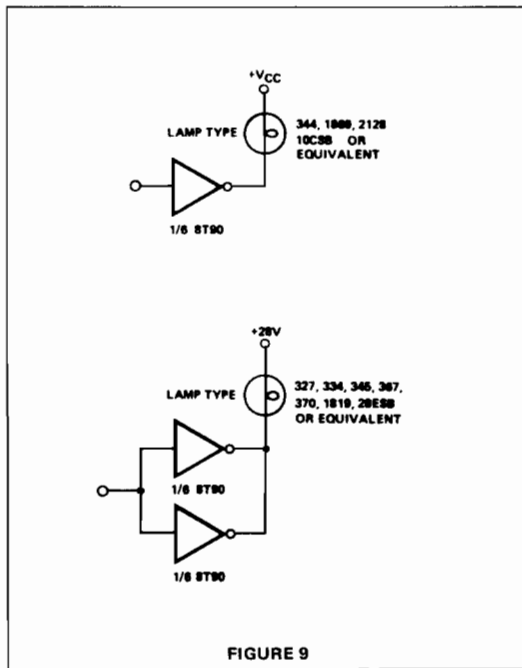 +VCC
LAMP TYPE
344, 1869, 2128
10CSB OR
EQUIVALENT
1/6 8T90
+28V
LAMP TYPE
327, 334, 345, 367,
370, 1819, 28ESB
OR EQUIVALENT
1/6 8T90
1/6 8T90
FIGURE 9